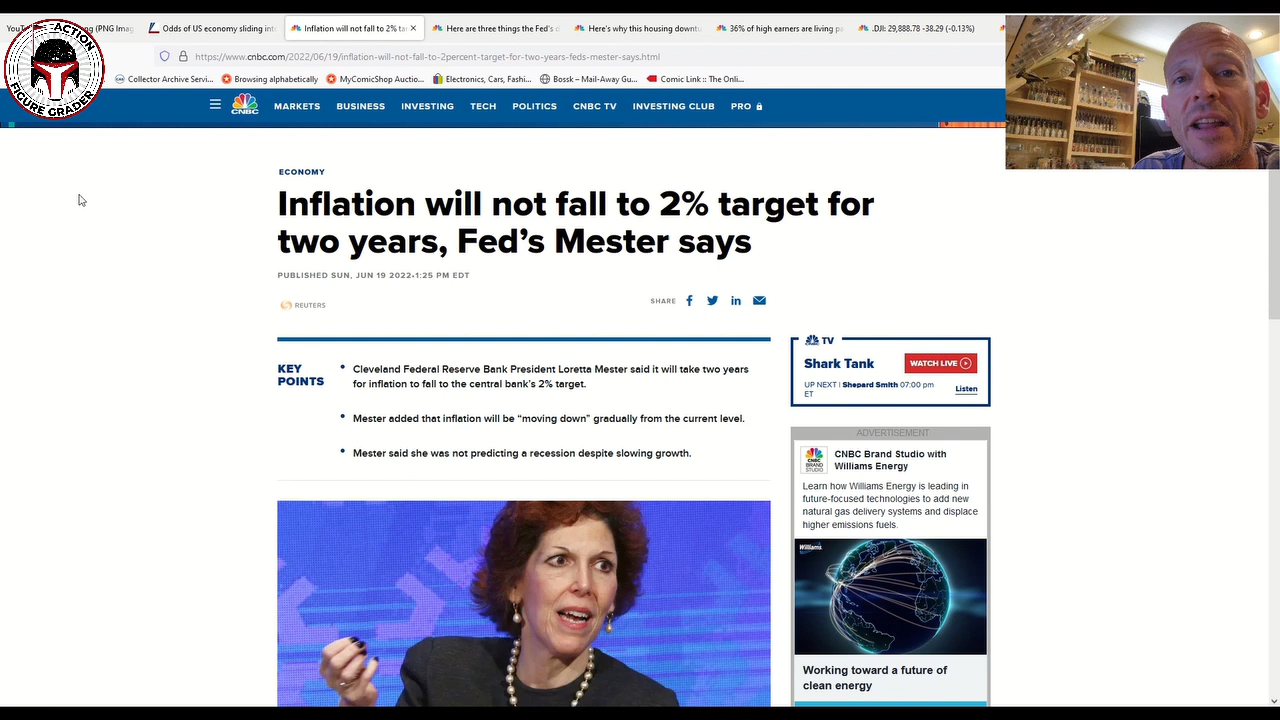 YouT
ng (PNG Imag
Odds of US economy sliding into
Inflation will not fall to 2% ta
Here are three things the Fed's d
Here's why this housing downtu
36% of high earners are living pa
.DJI: 29,888.78 -38.29 (-0.13%)
ACTION
FIGURE GRADER
https://www.cnbc.com/2022/06/19/inflation-will-not-fall-to-2percent-target-for-two-years-feds-mester-says.html
Collector Archive Servi...
Browsing alphabetically
MyComicShop Auctio...
Electronics, Cars, Fashi...
Bossk – Mail-Away Gu...
Comic Link :: The Onli...
CNBC
MARKETS
BUSINESS
INVESTING
TECH
POLITICS
CNBC TV
INVESTING CLUB
PRO
ECONOMY
Inflation will not fall to 2% target for
two years, Fed's Mester says
PUBLISHED SUN, JUN 19 2022•1:25 PM EDT
REUTERS
SHARE
KEY
POINTS
Cleveland Federal Reserve Bank President Loretta Mester said it will take two years
for inflation to fall to the central bank's 2% target.
Mester added that inflation will be “moving down” gradually from the current level.
Mester said she was not predicting a recession despite slowing growth.
CNBC TV
Shark Tank
WATCH LIVE
UP NEXT | Shepard Smith 07:00 pm
ET
Listen
ADVERTISEMENT
CNBC
BRAND
STUDIO
CNBC Brand Studio with
Williams Energy
Learn how Williams Energy is leading in
future-focused technologies to add new
natural gas delivery systems and displace
higher emissions fuels.
Williams
Working toward a future of
clean energy